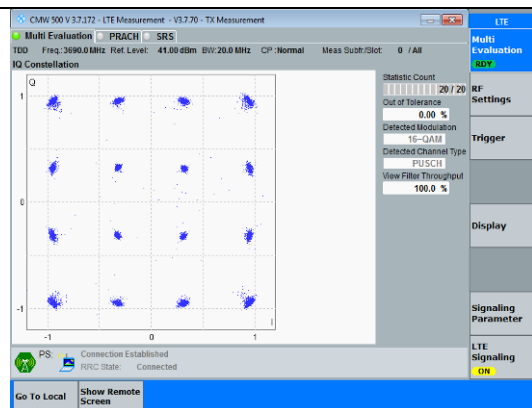 CMW 500 V 3.7.172 - LTE Measurement - V3.7.70 - TX Measurement
LTE
Multi Evaluation PRACH SRS
Multi
Evaluation
RDY
TDD Freq.:3690.0 MHz Ref. Level: 41.00 dBm BW:20.0 MHz CP :Normal Meas Subfr/Slot: 0 / All
IQ Constellation
Statistic Count
20 / 20
Out of Tolerance
0.00 %
Detected Modulation
16-QAM
Detected Channel Type
PUSCH
View Filter Throughput
100.0 %
RF
Settings
Trigger
Display
Signaling
Parameter
LTE
Signaling
ON
Q
1
0
-1
I
-1 0 1
PS: Connection Established
RRC State: Connected
Go To Local
Show Remote
Screen